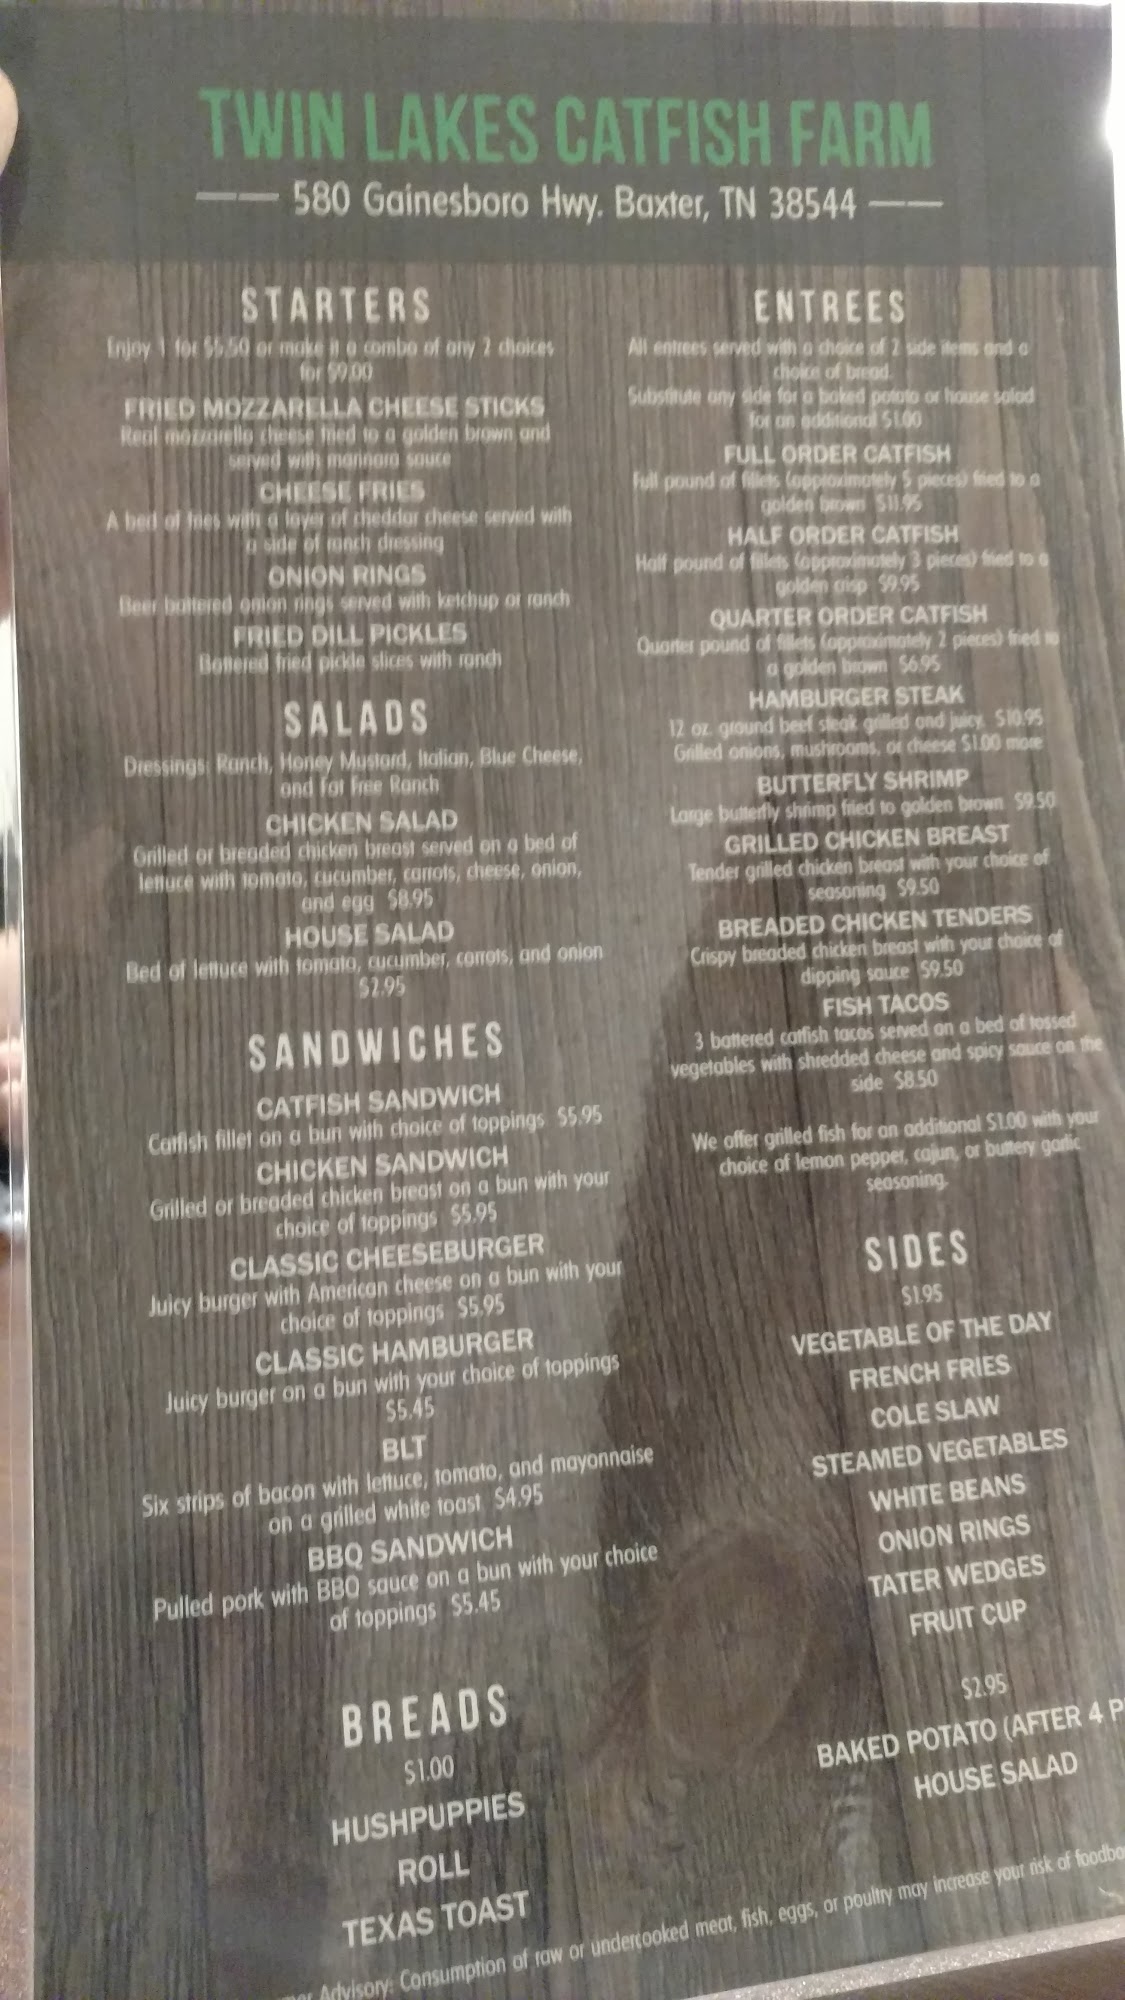 TWIN LAKES CATFISH FARM
580 Gainesboro Hwy. Baxter, TN 38544
STARTERS
Enjoy 1 for $5.50 or make it a combo of any 2 choices
for $9.00
FRIED MOZZARELLA CHEESE STICKS
Real mozzarella cheese fried to a golden brown and
served with marinara sauce
CHEESE FRIES
A bed of fries with a layer of cheddar cheese served with
a side of ranch dressing
ONION RINGS
Beer battered onion rings served with ketchup or ranch
FRIED DILL PICKLES
Battered fried pickle slices with ranch
SALADS
Dressings: Ranch, Honey Mustard, Italian, Blue Cheese,
and Fat Free Ranch
CHICKEN SALAD
Grilled or breaded chicken breast served on a bed of
lettuce with tomato, cucumber, carrots, cheese, onion,
and egg $8.95
HOUSE SALAD
Bed of lettuce with tomato, cucumber, carrots, and onion
$2.95
SANDWICHES
CATFISH SANDWICH
Catfish fillet on a bun with choice of toppings $5.95
CHICKEN SANDWICH
Grilled or breaded chicken breast on a bun with your
choice of toppings $5.95
CLASSIC CHEESEBURGER
Juicy burger with American cheese on a bun with your
choice of toppings $5.95
CLASSIC HAMBURGER
Juicy burger on a bun with your choice of toppings
$5.45
BLT
Six strips of bacon with lettuce, tomato, and mayonnaise
on a grilled white toast $4.95
BBQ SANDWICH
Pulled pork with BBQ sauce on a bun with your choice
of toppings $5.45
BREADS
$1.00
HUSHPUPPIES
ROLL
TEXAS TOAST
ENTREES
All entrees served with a choice of 2 side items and a
choice of bread.
Substitute any side for a baked potato or house salad
for an additional $1.00
FULL ORDER CATFISH
Full pound of fillets (approximately 5 pieces) fried to a
golden brown $11.95
HALF ORDER CATFISH
Half pound of fillets (approximately 3 pieces) fried to a
golden crisp $9.95
QUARTER ORDER CATFISH
Quarter pound of fillets (approximately 2 pieces) fried to
a golden brown $6.95
HAMBURGER STEAK
12 oz. ground beef steak grilled and juicy $10.95
Grilled onions, mushrooms, or cheese $1.00 more
BUTTERFLY SHRIMP
Large butterfly shrimp fried to golden brown $9.50
GRILLED CHICKEN BREAST
Tender grilled chicken breast with your choice of
seasoning $9.50
BREADED CHICKEN TENDERS
Crispy breaded chicken breast with your choice of
dipping sauce $9.50
FISH TACOS
3 battered catfish tacos served on a bed of tossed
vegetables with shredded cheese and spicy sauce on the
side $8.50
We offer grilled fish for an additional $1.00 with your
choice of lemon pepper, cajun, or buttery garlic
seasoning.
SIDES
$1.95
VEGETABLE OF THE DAY
FRENCH FRIES
COLE SLAW
STEAMED VEGETABLES
WHITE BEANS
ONION RINGS
TATER WEDGES
FRUIT CUP
$2.95
BAKED POTATO (AFTER 4 P
HOUSE SALAD
mer Advisory: Consumption of raw or undercooked meat, fish, eggs, or poultry may increase your risk of foodbo